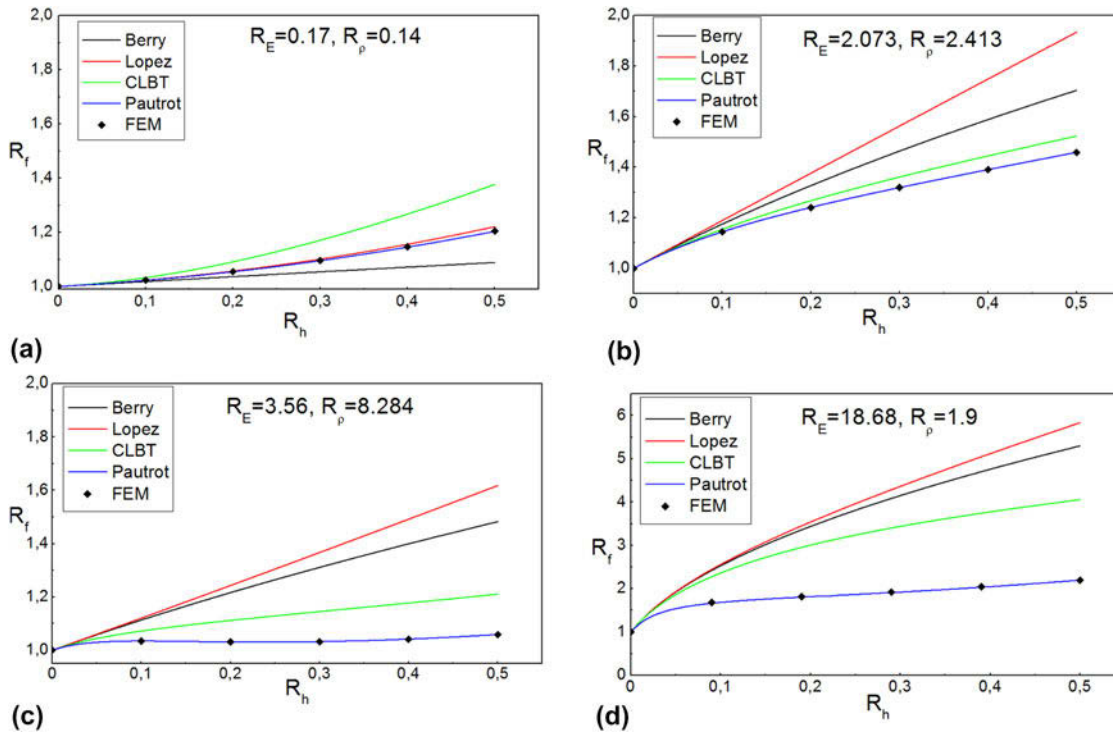 2,0
1,8
1,6
1,4
1,2
1,0
R_f
Berry
Lopez
CLBT
Pautrot
FEM
R_E=0.17, R_ρ=0.14
0 0,1 0,2 0,3 0,4 0,5
R_h
(a)
2,0
1,8
1,6
1,4
1,2
1,0
R_f
Berry
Lopez
CLBT
Pautrot
FEM
R_E=2.073, R_ρ=2.413
0 0,1 0,2 0,3 0,4 0,5
R_h
(b)
2,0
1,8
1,6
1,4
1,2
1,0
R_f
Berry
Lopez
CLBT
Pautrot
FEM
R_E=3.56, R_ρ=8.284
0 0,1 0,2 0,3 0,4 0,5
R_h
(c)
6
5
4
3
2
1
0
R_f
Berry
Lopez
CLBT
Pautrot
FEM
R_E=18.68, R_ρ=1.9
0 0,1 0,2 0,3 0,4 0,5
R_h
(d)